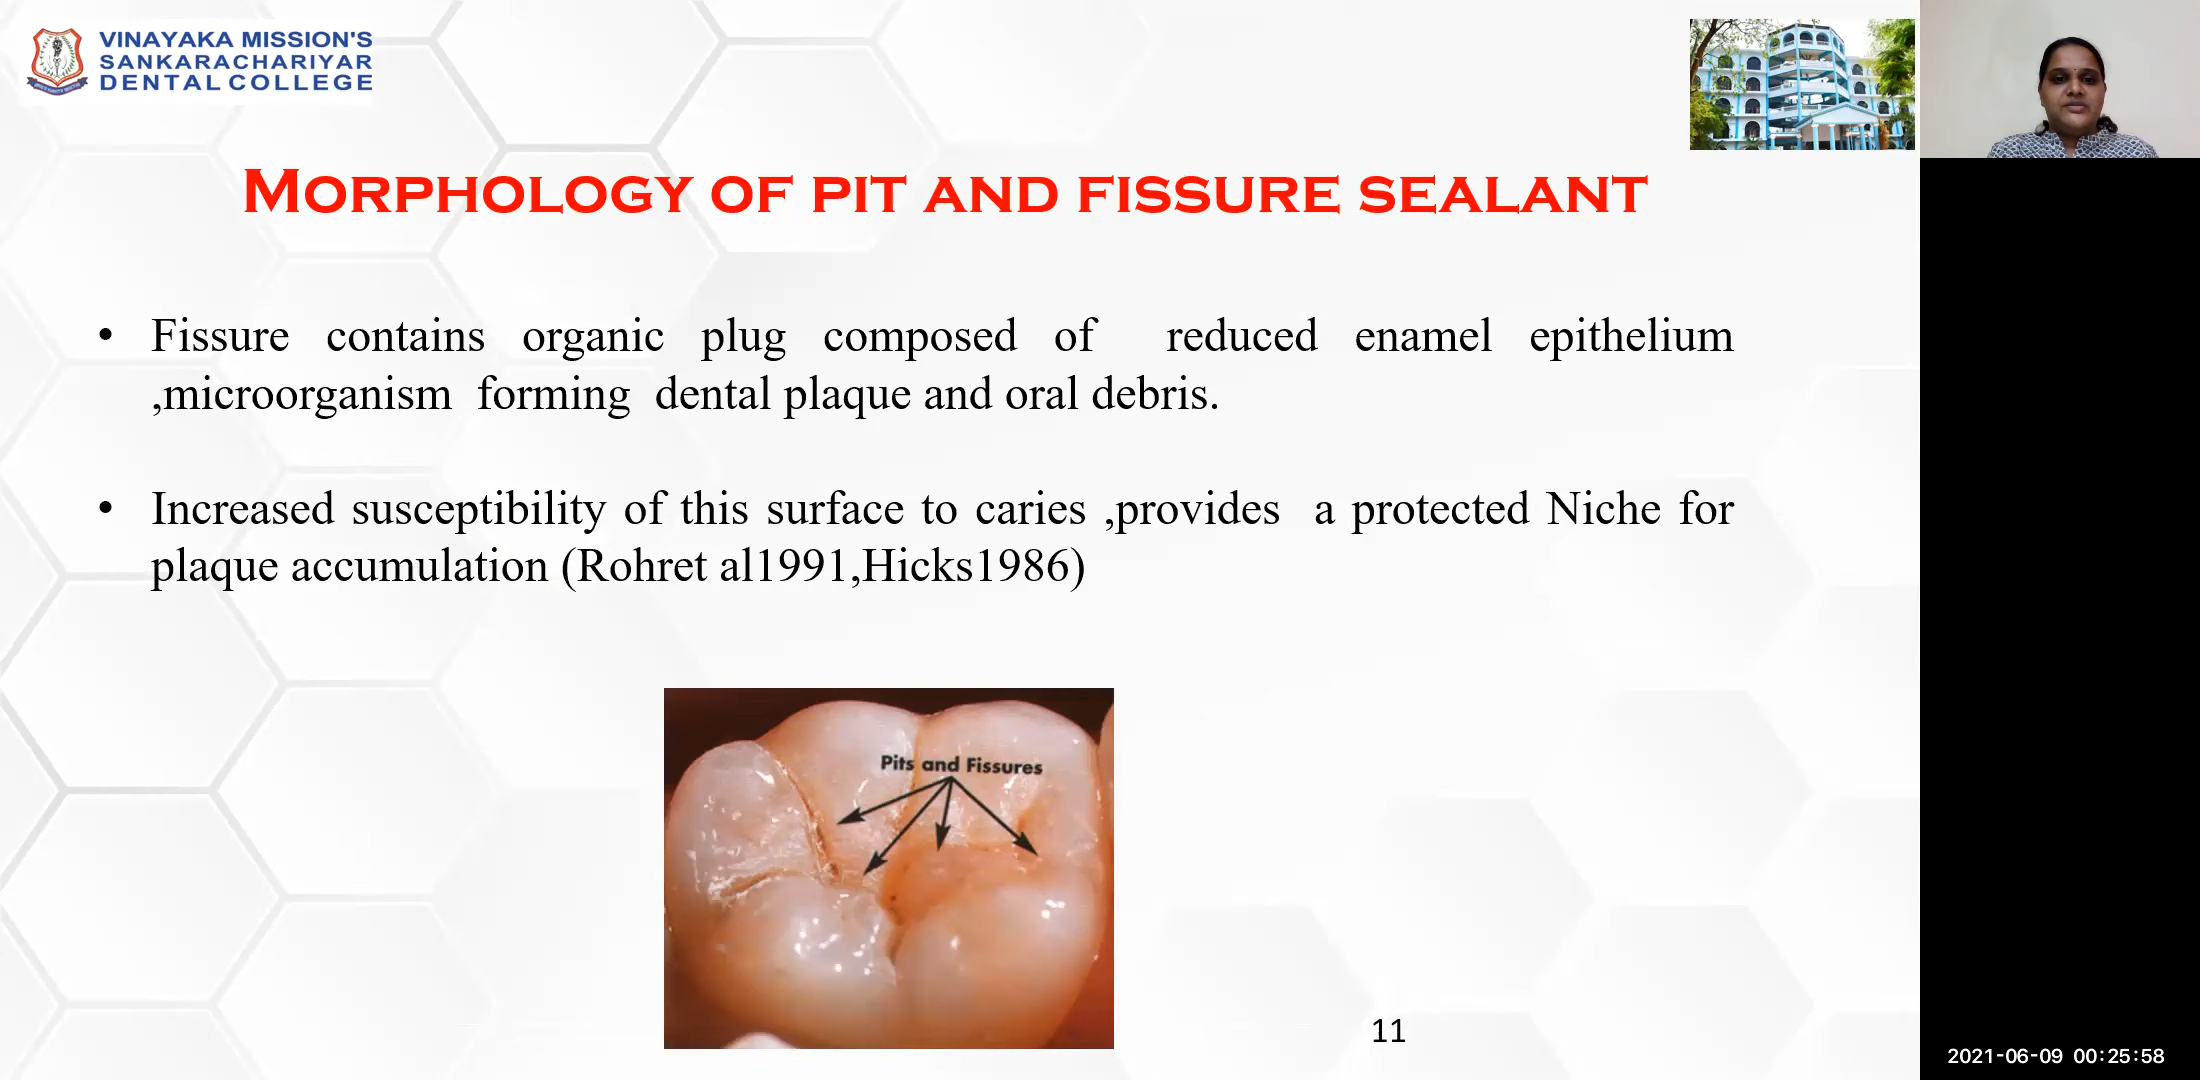 VINAYAKA MISSION'S
SANKARACHARIYAR
DENTAL COLLEGE
MORPHOLOGY OF PIT AND FISSURE SEALANT
• Fissure contains organic plug composed of reduced enamel epithelium
,microorganism forming dental plaque and oral debris.
• Increased susceptibility of this surface to caries ,provides a protected Niche for
plaque accumulation (Rohret al1991,Hicks1986)
Pits and Fissures
11
2021-06-09 00:25:58